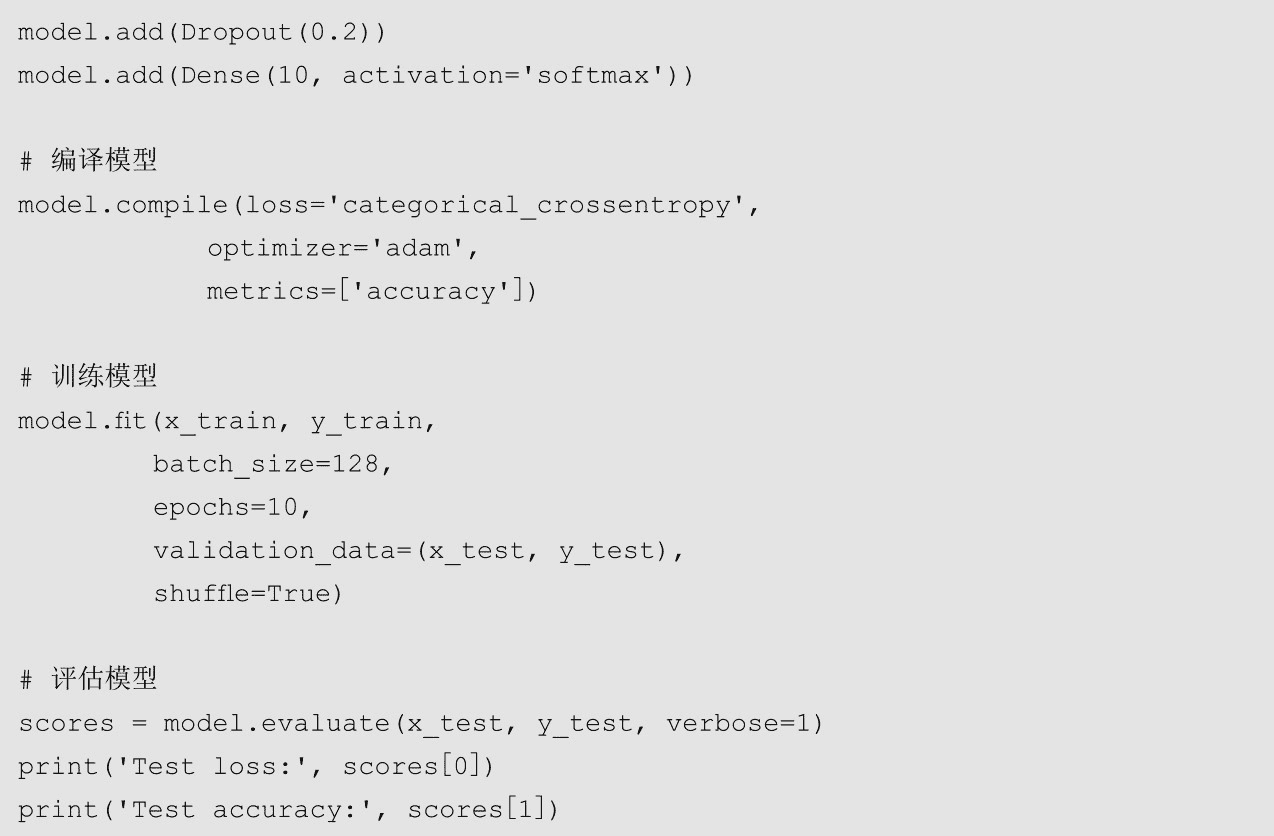 model.add(Dropout(0.2))
model.add(Dense(10, activation='softmax'))
# 编译模型
model.compile(loss='categorical_crossentropy',
optimizer='adam',
metrics=['accuracy'])
# 训练模型
model.fit(x_train, y_train,
batch_size=128,
epochs=10,
validation_data=(x_test, y_test),
shuffle=True)
# 评估模型
scores = model.evaluate(x_test, y_test, verbose=1)
print('Test loss:', scores[0])
print('Test accuracy:', scores[1])